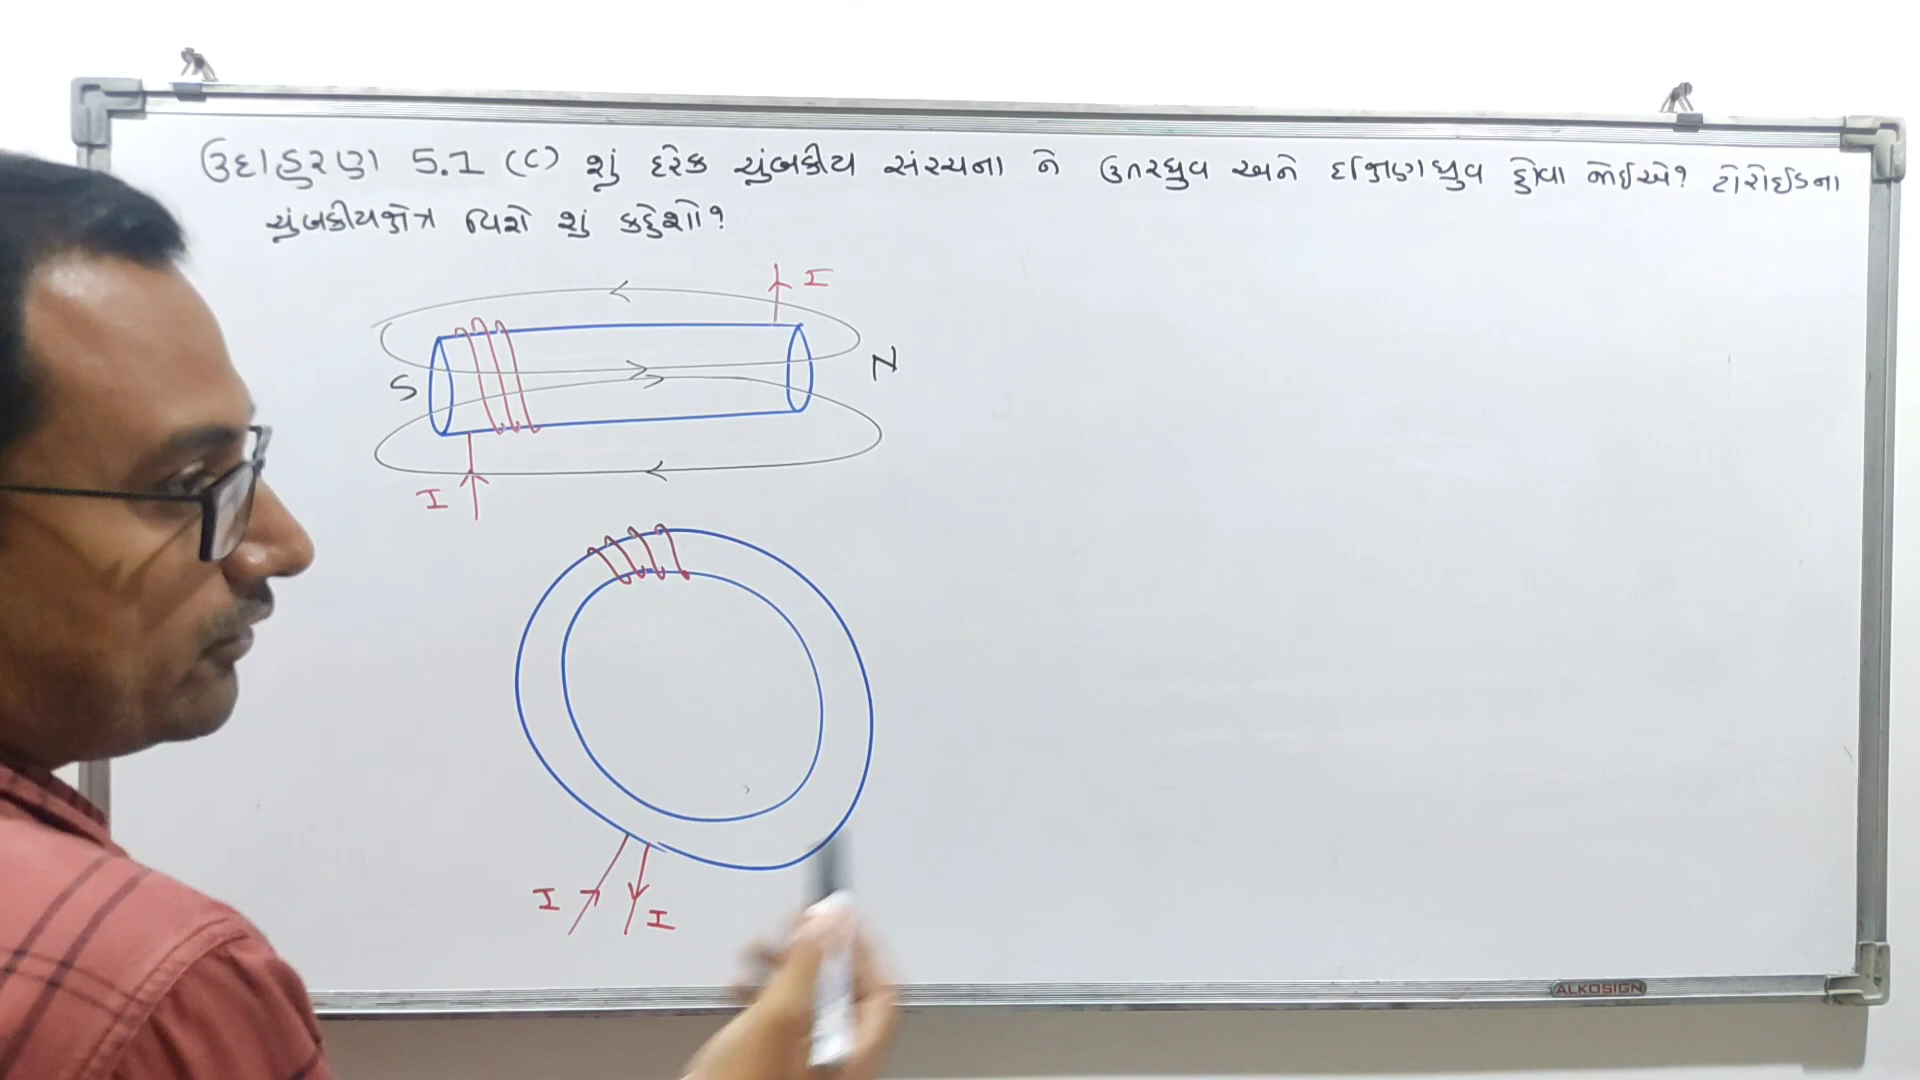 ઉદાહરણ 5.1 (C) શું દરેક ચુંબકીય સંરચના ને ઉત્તરધ્રુવ અને દક્ષિણધ્રુવ હોવા જોઈએ? ટોરોઈડના
ચુંબકીયક્ષેત્ર વિશે શું કહેશો?
I
S
N
I
I
I
ALKOSIGN